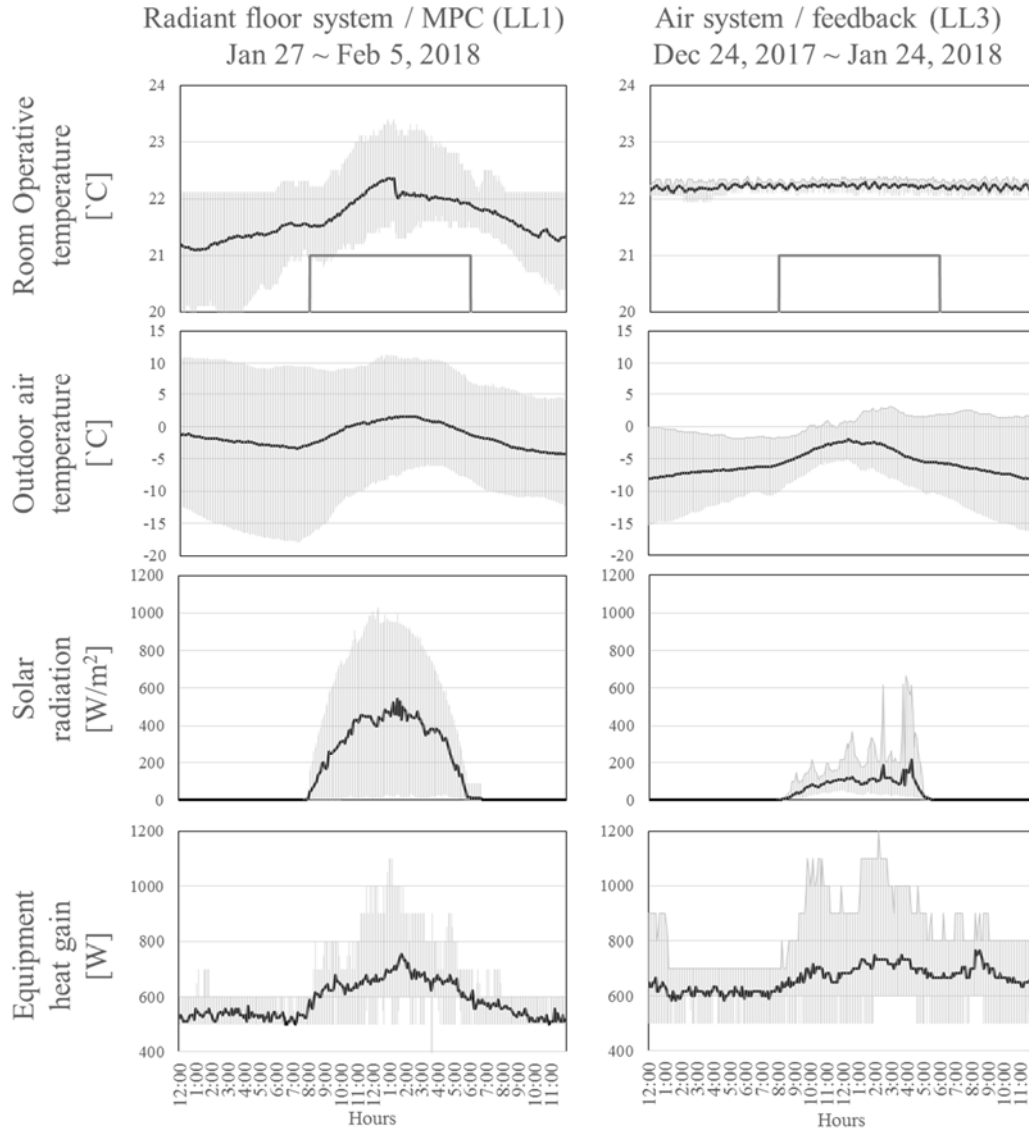 Radiant floor system / MPC (LL1)
Jan 27 ~ Feb 5, 2018
Air system / feedback (LL3)
Dec 24, 2017 ~ Jan 24, 2018
Room Operative
temperature
[`C]
24
23
22
21
20
24
23
22
21
20
Outdoor air
temperature
[`C]
15
10
5
0
-5
-10
-15
-20
15
10
5
0
-5
-10
-15
-20
Solar
radiation
[W/m²]
1200
1000
800
600
400
200
0
1200
1000
800
600
400
200
0
Equipment
heat gain
[W]
1200
1000
800
600
400
1200
1000
800
600
400
12:00 1:00 2:00 3:00 4:00 5:00 6:00 7:00 8:00 9:00 10:00 11:00 12:00 1:00 2:00 3:00 4:00 5:00 6:00 7:00 8:00 9:00 10:00 11:00
Hours
12:00 1:00 2:00 3:00 4:00 5:00 6:00 7:00 8:00 9:00 10:00 11:00 12:00 1:00 2:00 3:00 4:00 5:00 6:00 7:00 8:00 9:00 10:00 11:00
Hours